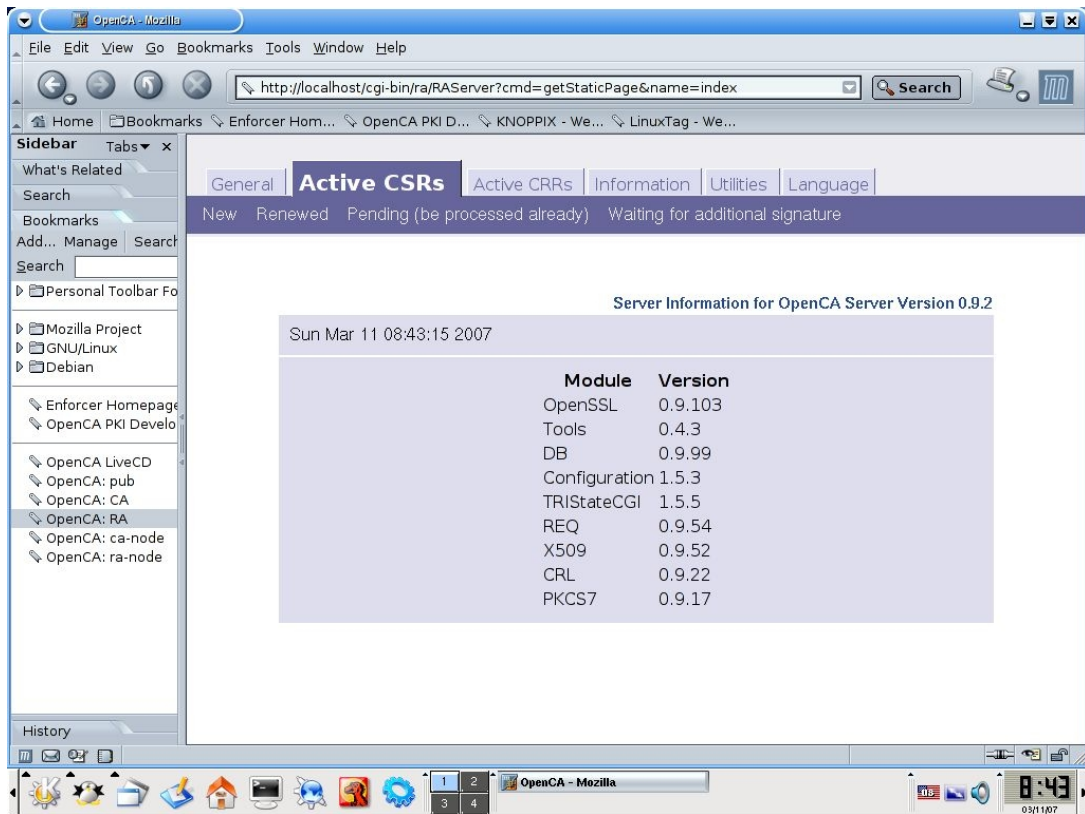 OpenCA - Mozilla
File Edit View Go Bookmarks Tools Window Help
http://localhost/cgi-bin/ra/RAServer?cmd=getStaticPage&name=index
Search
Home Bookmarks Enforcer Hom... OpenCA PKI D... KNOPPIX - We... LinuxTag - We...
Sidebar Tabs x
What's Related
Search
Bookmarks
Add... Manage Search
Search
Personal Toolbar Fo
Mozilla Project
GNU/Linux
Debian
Enforcer Homepage
OpenCA PKI Develo
OpenCA LiveCD
OpenCA: pub
OpenCA: CA
OpenCA: RA
OpenCA: ca-node
OpenCA: ra-node
History
General Active CSRs Active CRRs Information Utilities Language
New Renewed Pending (be processed already) Waiting for additional signature
Server Information for OpenCA Server Version 0.9.2
Sun Mar 11 08:43:15 2007
Module Version
OpenSSL 0.9.103
Tools 0.4.3
DB 0.9.99
Configuration 1.5.3
TRIStateCGI 1.5.5
REQ 0.9.54
X509 0.9.52
CRL 0.9.22
PKCS7 0.9.17
1 2
3 4
OpenCA - Mozilla
us
8:43
03/11/07